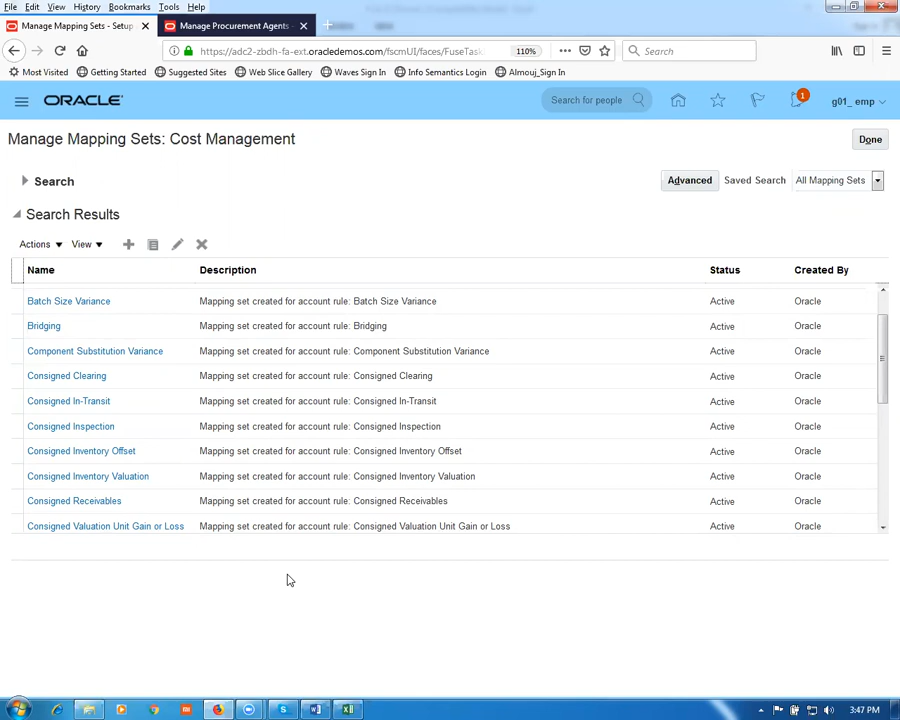 File Edit View History Bookmarks Tools Help
Manage Mapping Sets - Setup
Manage Procurement Agents -
https://adc2-zbdh-fa-ext.oracledemos.com/fscmUI/faces/FuseTask
110%
Search
Most Visited Getting Started Suggested Sites Web Slice Gallery Waves Sign In Info Semantics Login Almouj_Sign In
ORACLE
Search for people
1
g01_ emp
Manage Mapping Sets: Cost Management
Done
Search
Advanced Saved Search All Mapping Sets
Search Results
Actions View
Name Description Status Created By
Batch Size Variance Mapping set created for account rule: Batch Size Variance Active Oracle
Bridging Mapping set created for account rule: Bridging Active Oracle
Component Substitution Variance Mapping set created for account rule: Component Substitution Variance Active Oracle
Consigned Clearing Mapping set created for account rule: Consigned Clearing Active Oracle
Consigned In-Transit Mapping set created for account rule: Consigned In-Transit Active Oracle
Consigned Inspection Mapping set created for account rule: Consigned Inspection Active Oracle
Consigned Inventory Offset Mapping set created for account rule: Consigned Inventory Offset Active Oracle
Consigned Inventory Valuation Mapping set created for account rule: Consigned Inventory Valuation Active Oracle
Consigned Receivables Mapping set created for account rule: Consigned Receivables Active Oracle
Consigned Valuation Unit Gain or Loss Mapping set created for account rule: Consigned Valuation Unit Gain or Loss Active Oracle
3:47 PM